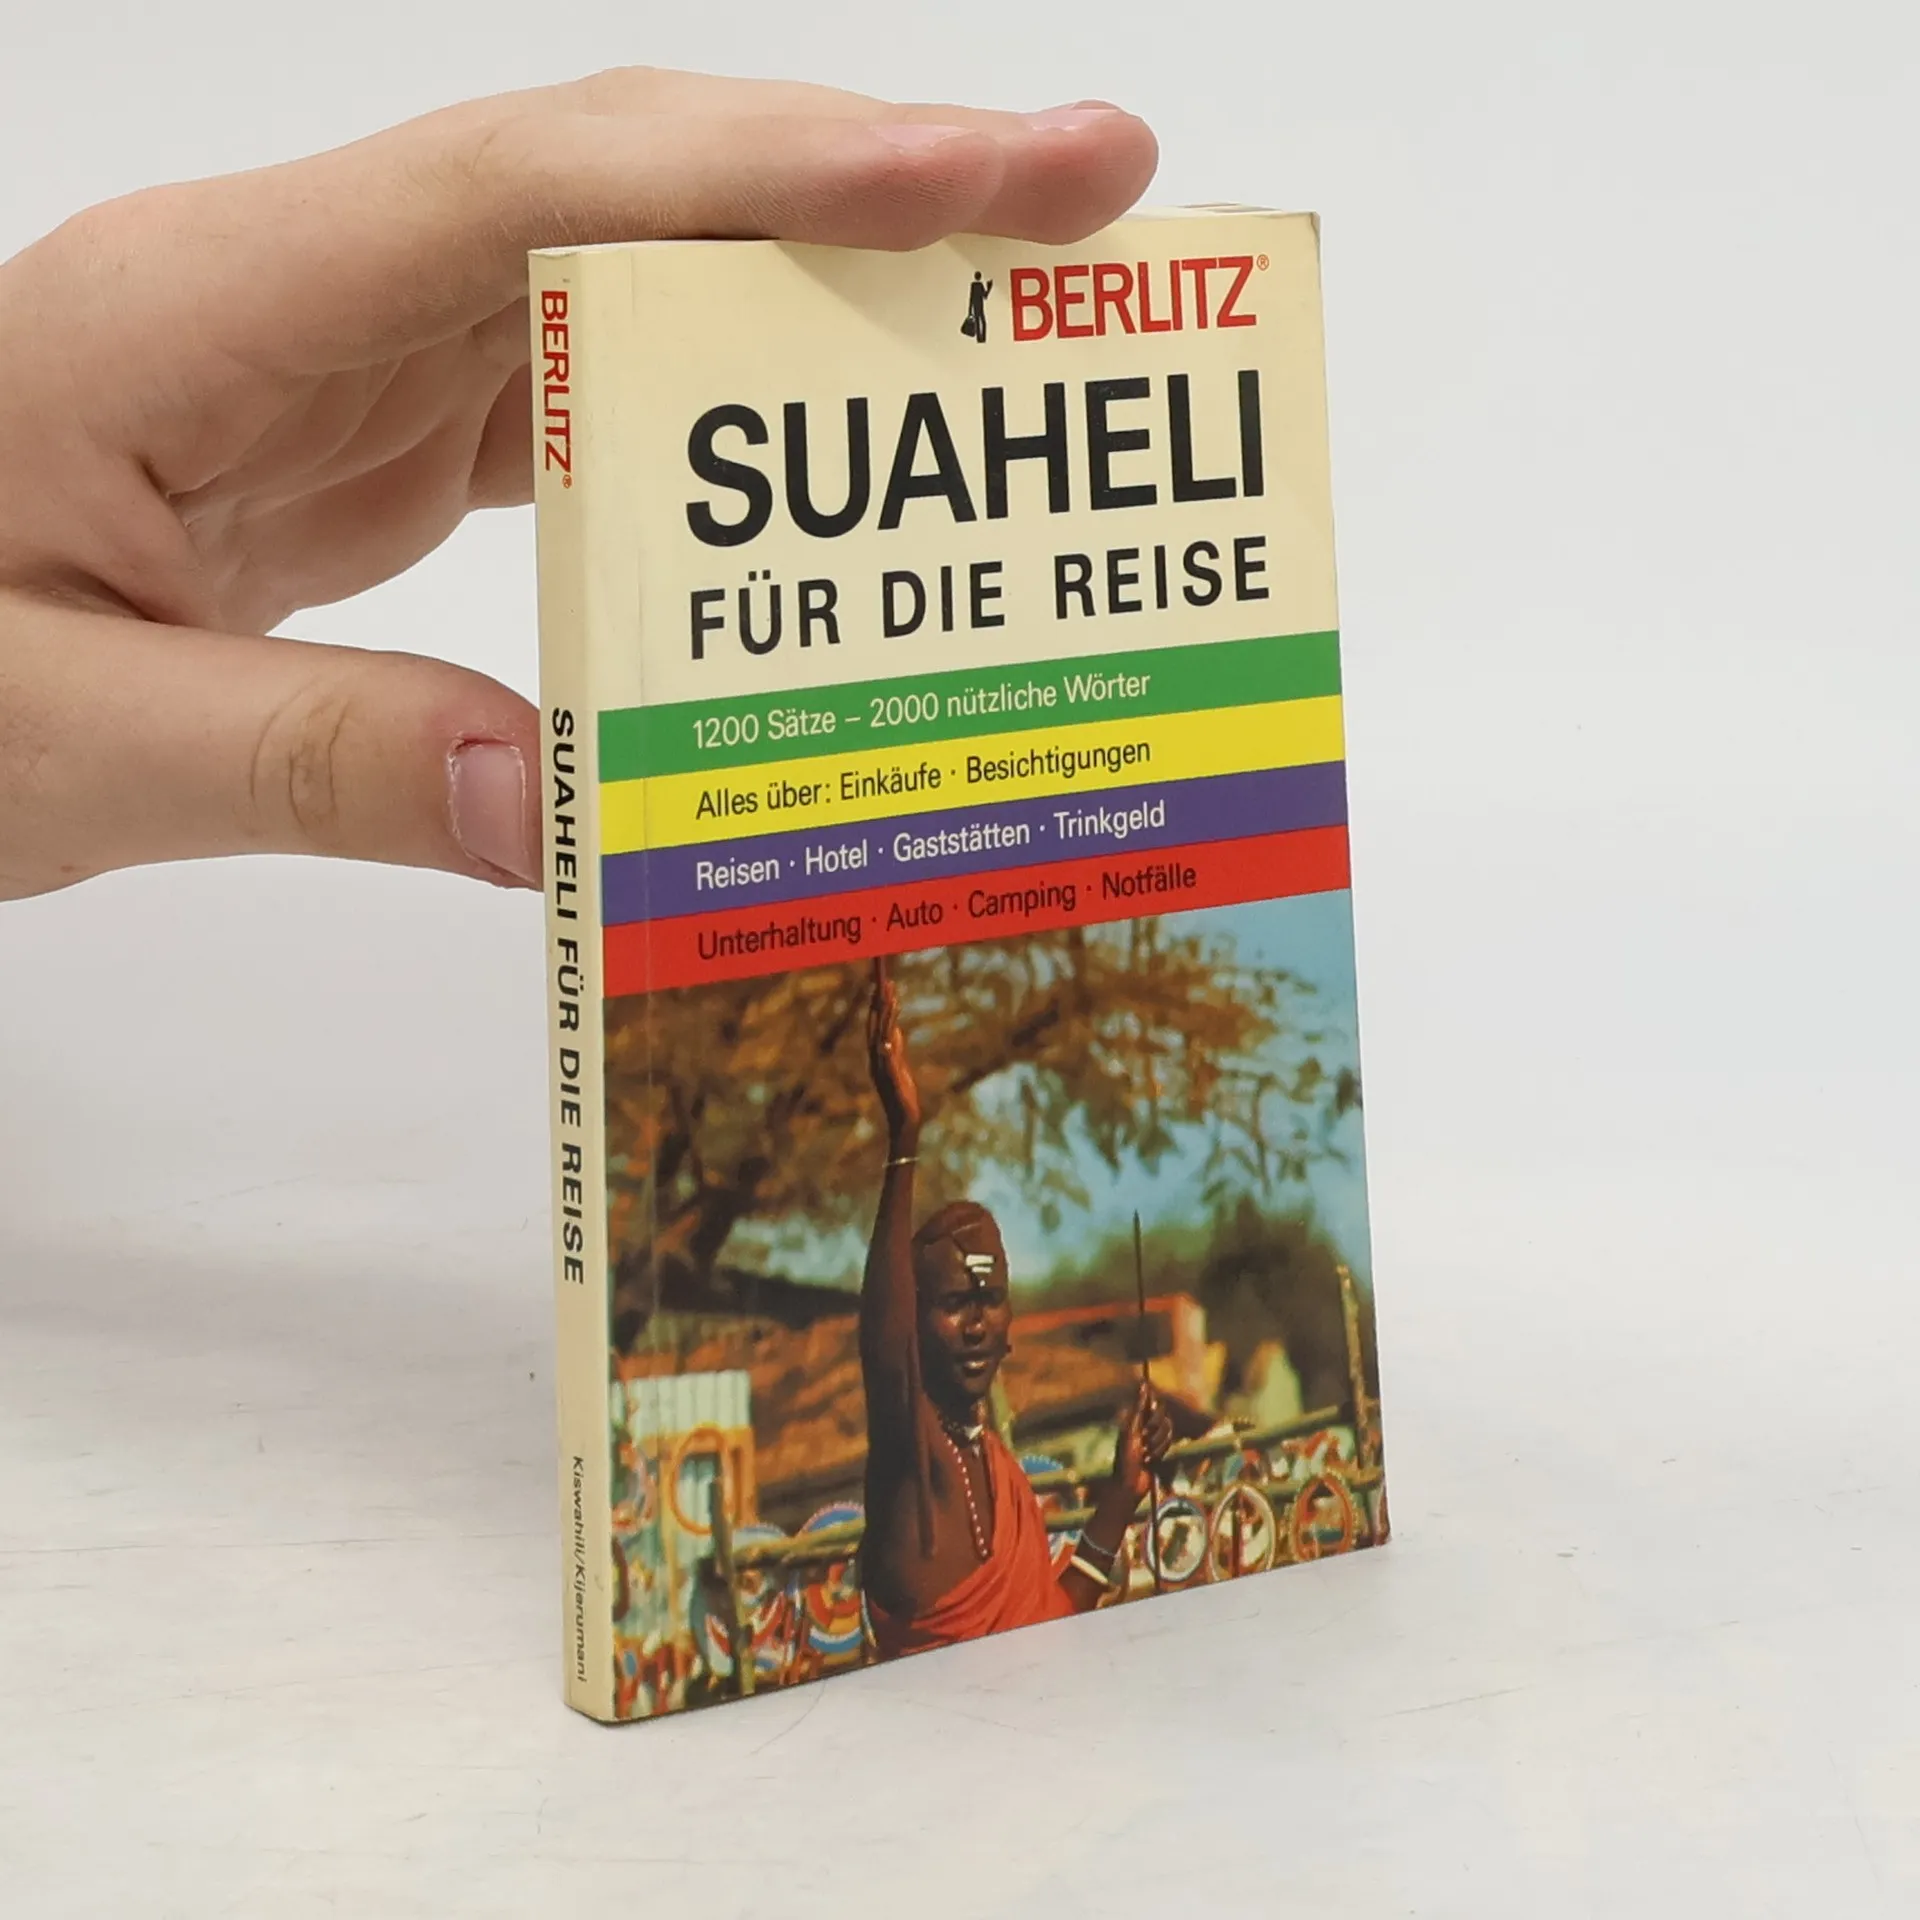 BERLITZ®
SUAHELI
FÜR DIE REISE
1200 Sätze – 2000 nützliche Wörter
Alles über: Einkäufe · Besichtigungen
Reisen · Hotel · Gaststätten · Trinkgeld
Unterhaltung · Auto · Camping · Notfälle
BERLITZ®
SUAHELI FÜR DIE REISE
Kiswahili/Kijerumani